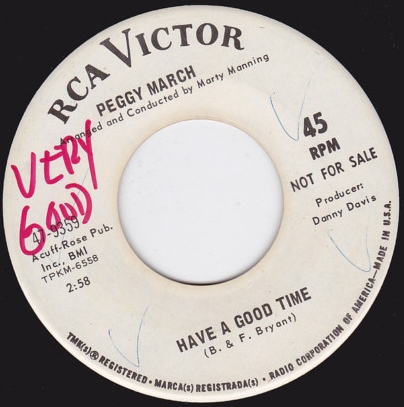 RCA VICTOR
PEGGY MARCH
Arranged and Conducted by Marty Manning
45
RPM
NOT FOR SALE
Producer:
Danny Davis
VERY
GOOD
47-9359
Acuff-Rose Pub.
Inc., BMI
TPKM-6558
2:58
HAVE A GOOD TIME
(B. & F. Bryant)
TMK(s) ® REGISTERED • MARCA(s) REGISTRADA(s) • RADIO CORPORATION OF AMERICA—MADE IN U.S.A.